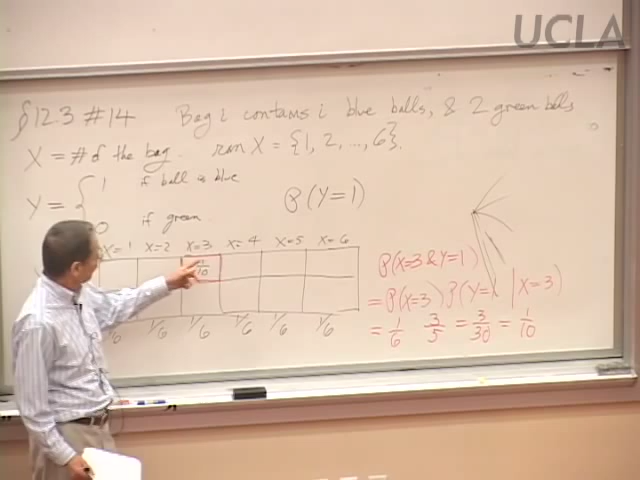 UCLA
§12.3 #14 Bag i contains i blue balls, & 2 green balls
X = # of the bag. ran X = {1, 2, ..., 6}.
Y = { 1 if ball is blue
0 if green
P(Y=1)
X=1 X=2 X=3 X=4 X=5 X=6
1/10
1/6 1/6 1/6 1/6 1/6 1/6
P(X=3 & Y=1)
= P(X=3) P(Y=1 | X=3)
= 1/6 3/5 = 3/30 = 1/10